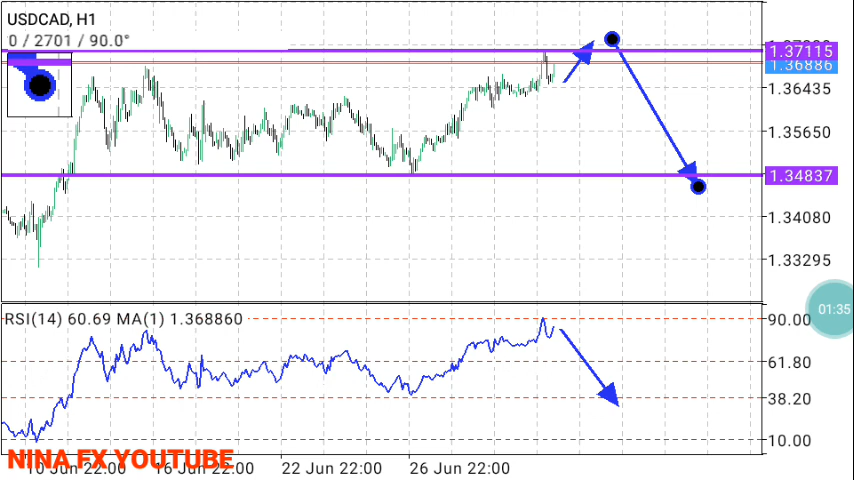 USDCAD, H1
0 / 2701 / 90.0°
1.37115
1.36886
1.36435
1.35650
1.34837
1.34080
1.33295
01:35
RSI(14) 60.69 MA(1) 1.368860
90.00
61.80
38.20
10.00
NINA FX YOUTUBE
10 Jun 22:00
16 Jun 22:00
22 Jun 22:00
26 Jun 22:00